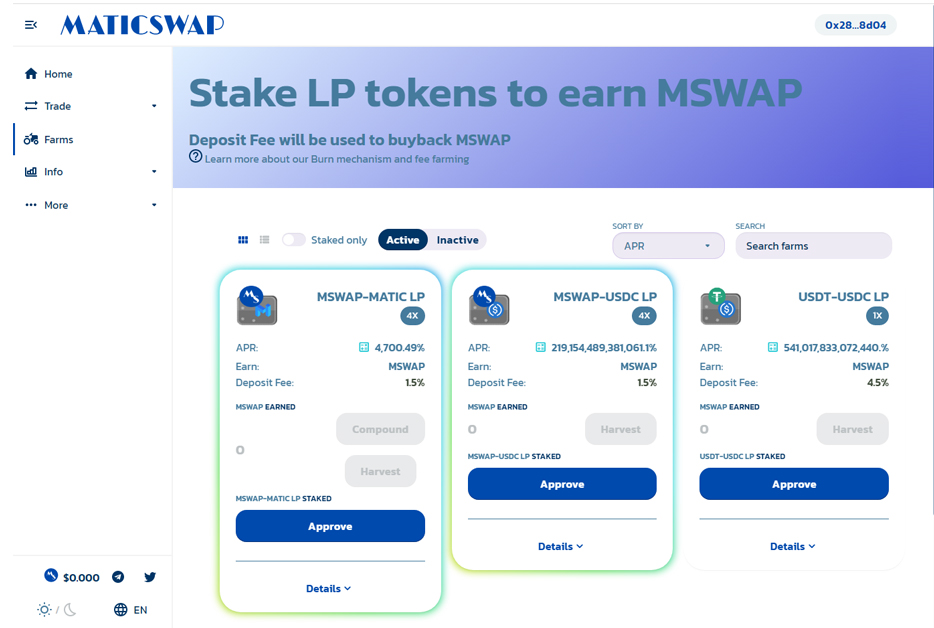 MATICSWAP
0x28...8d04
Home
Trade
Farms
Info
More
Stake LP tokens to earn MSWAP
Deposit Fee will be used to buyback MSWAP
Learn more about our Burn mechanism and fee farming
Staked only
Active
Inactive
SORT BY
APR
SEARCH
Search farms
MSWAP-MATIC LP
4X
APR:
4,700.49%
Earn:
MSWAP
Deposit Fee:
1.5%
MSWAP EARNED
0
Compound
Harvest
MSWAP-MATIC LP STAKED
Approve
Details
MSWAP-USDC LP
4X
APR:
219,154,489,381,061.1%
Earn:
MSWAP
Deposit Fee:
1.5%
MSWAP EARNED
0
Harvest
MSWAP-USDC LP STAKED
Approve
Details
USDT-USDC LP
1X
APR:
541,017,833,072,440.%
Earn:
MSWAP
Deposit Fee:
4.5%
MSWAP EARNED
0
Harvest
USDT-USDC LP STAKED
Approve
Details
$0.000
/
EN